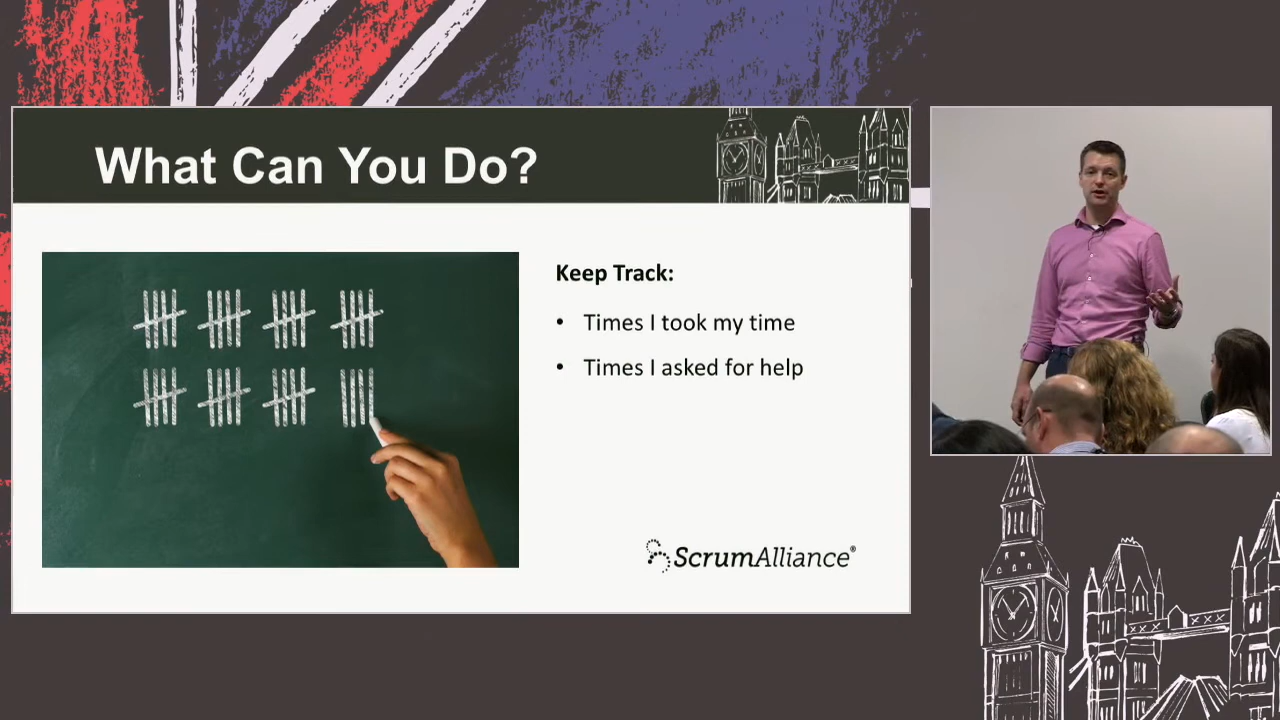 What Can You Do?
Keep Track:
• Times I took my time
• Times I asked for help
ScrumAlliance®